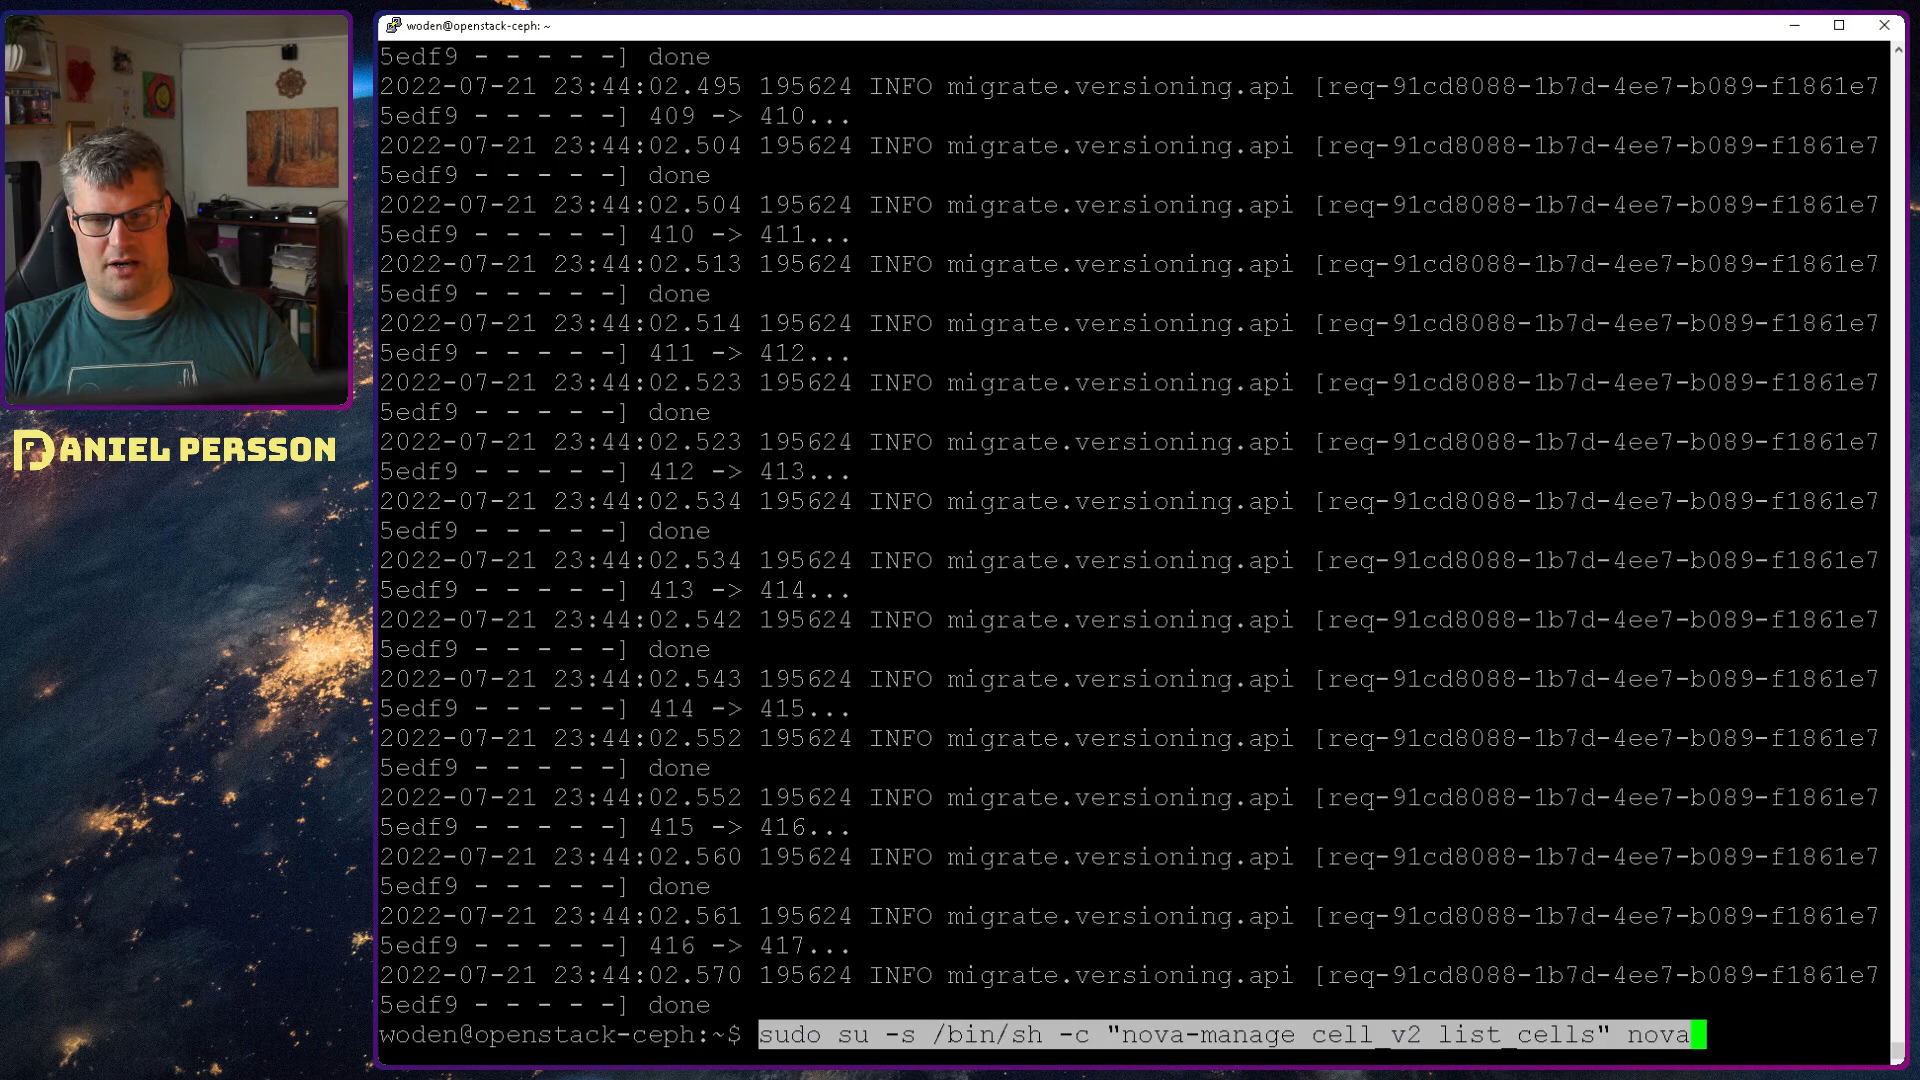 woden@openstack-ceph: ~
5edf9 - - - - -] done
2022-07-21 23:44:02.495 195624 INFO migrate.versioning.api [req-91cd8088-1b7d-4ee7-b089-f1861e7
5edf9 - - - - -] 409 -> 410...
2022-07-21 23:44:02.504 195624 INFO migrate.versioning.api [req-91cd8088-1b7d-4ee7-b089-f1861e7
5edf9 - - - - -] done
2022-07-21 23:44:02.504 195624 INFO migrate.versioning.api [req-91cd8088-1b7d-4ee7-b089-f1861e7
5edf9 - - - - -] 410 -> 411...
2022-07-21 23:44:02.513 195624 INFO migrate.versioning.api [req-91cd8088-1b7d-4ee7-b089-f1861e7
5edf9 - - - - -] done
2022-07-21 23:44:02.514 195624 INFO migrate.versioning.api [req-91cd8088-1b7d-4ee7-b089-f1861e7
5edf9 - - - - -] 411 -> 412...
2022-07-21 23:44:02.523 195624 INFO migrate.versioning.api [req-91cd8088-1b7d-4ee7-b089-f1861e7
5edf9 - - - - -] done
2022-07-21 23:44:02.523 195624 INFO migrate.versioning.api [req-91cd8088-1b7d-4ee7-b089-f1861e7
5edf9 - - - - -] 412 -> 413...
2022-07-21 23:44:02.534 195624 INFO migrate.versioning.api [req-91cd8088-1b7d-4ee7-b089-f1861e7
5edf9 - - - - -] done
2022-07-21 23:44:02.534 195624 INFO migrate.versioning.api [req-91cd8088-1b7d-4ee7-b089-f1861e7
5edf9 - - - - -] 413 -> 414...
2022-07-21 23:44:02.542 195624 INFO migrate.versioning.api [req-91cd8088-1b7d-4ee7-b089-f1861e7
5edf9 - - - - -] done
2022-07-21 23:44:02.543 195624 INFO migrate.versioning.api [req-91cd8088-1b7d-4ee7-b089-f1861e7
5edf9 - - - - -] 414 -> 415...
2022-07-21 23:44:02.552 195624 INFO migrate.versioning.api [req-91cd8088-1b7d-4ee7-b089-f1861e7
5edf9 - - - - -] done
2022-07-21 23:44:02.552 195624 INFO migrate.versioning.api [req-91cd8088-1b7d-4ee7-b089-f1861e7
5edf9 - - - - -] 415 -> 416...
2022-07-21 23:44:02.560 195624 INFO migrate.versioning.api [req-91cd8088-1b7d-4ee7-b089-f1861e7
5edf9 - - - - -] done
2022-07-21 23:44:02.561 195624 INFO migrate.versioning.api [req-91cd8088-1b7d-4ee7-b089-f1861e7
5edf9 - - - - -] 416 -> 417...
2022-07-21 23:44:02.570 195624 INFO migrate.versioning.api [req-91cd8088-1b7d-4ee7-b089-f1861e7
5edf9 - - - - -] done
woden@openstack-ceph:~$ sudo su -s /bin/sh -c "nova-manage cell_v2 list_cells" nova
DANIEL PERSSON